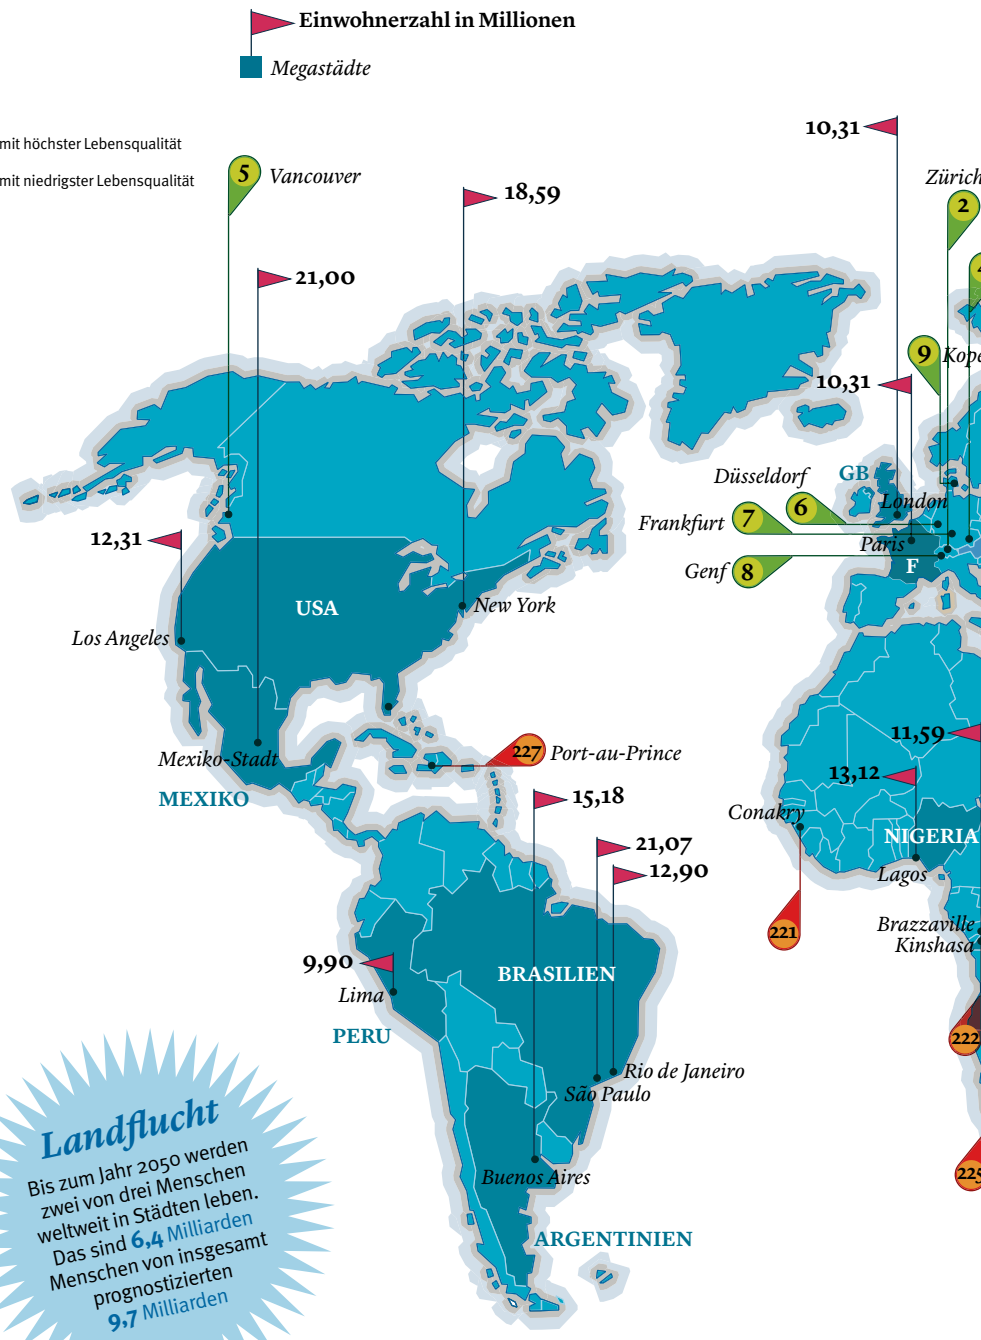 Einwohnerzahl in Millionen
Megastädte
mit höchster Lebensqualität
mit niedrigster Lebensqualität
5 Vancouver
18,59
21,00
10,31
Zürich
2
4
9
10,31
Düsseldorf
GB
London
6
Frankfurt 7
Paris
Genf 8
F
12,31
USA
New York
Los Angeles
Mexiko-Stadt
MEXIKO
227 Port-au-Prince
11,59
13,12
Conakry
NIGERIA
Lagos
15,18
21,07
12,90
221
Brazzaville
Kinshasa
9,90
Lima
BRASILIEN
PERU
222
Rio de Janeiro
São Paulo
Buenos Aires
225
ARGENTINIEN
Landflucht
Bis zum Jahr 2050 werden
zwei von drei Menschen
weltweit in Städten leben.
Das sind 6,4 Milliarden
Menschen von insgesamt
prognostizierten
9,7 Milliarden